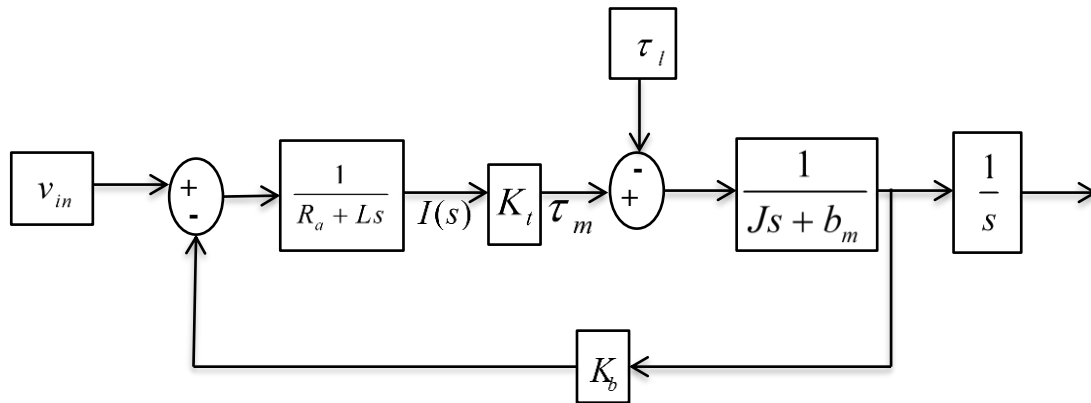 τ_l
v_in
+
-
1
R_a + Ls
I(s)
K_t
τ_m
-
+
1
Js + b_m
1
s
K_b